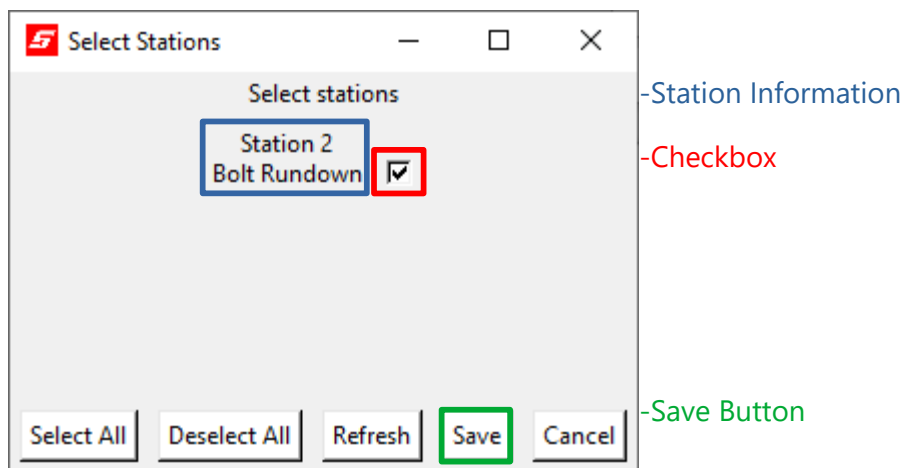 Select Stations
Select stations
-Station Information
Station 2
Bolt Rundown
-Checkbox
-Save Button
Select All
Deselect All
Refresh
Save
Cancel